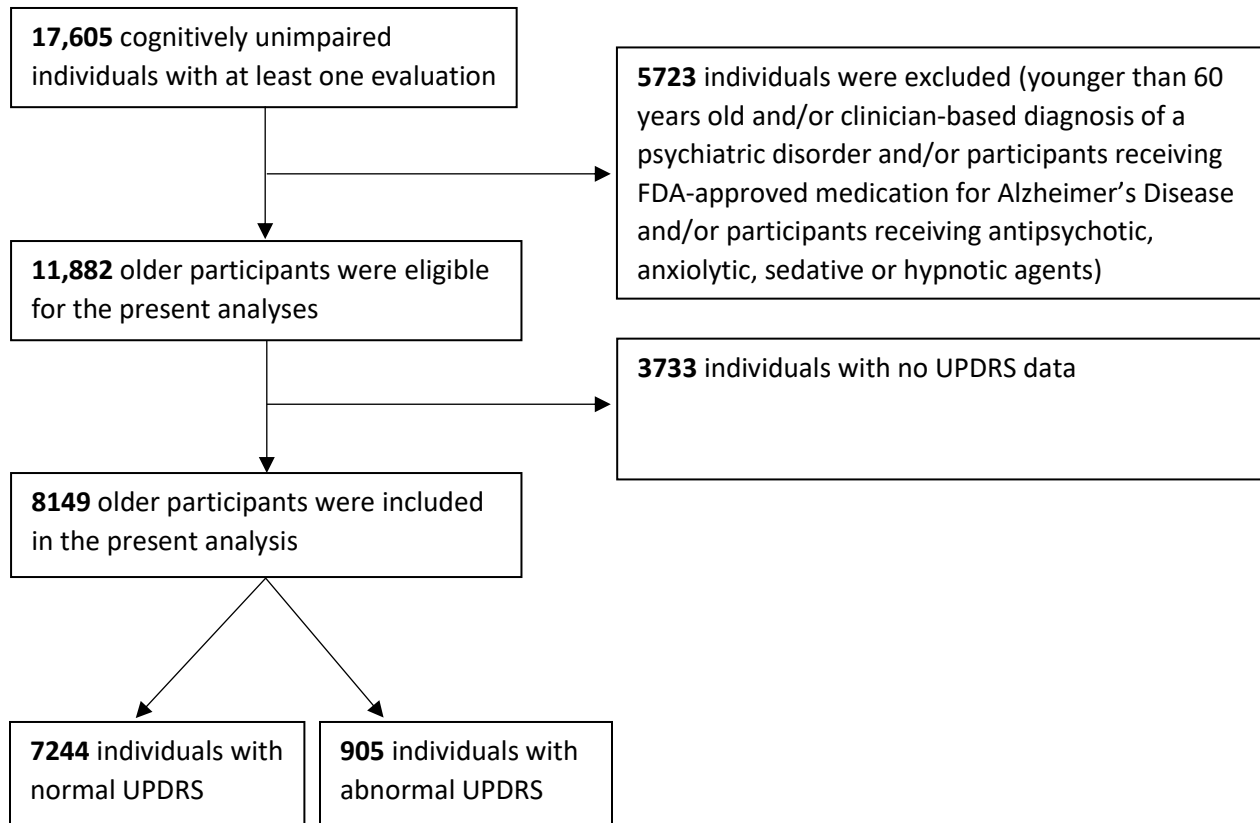 17,605 cognitively unimpaired
individuals with at least one evaluation
5723 individuals were excluded (younger than 60
years old and/or clinician-based diagnosis of a
psychiatric disorder and/or participants receiving
FDA-approved medication for Alzheimer’s Disease
and/or participants receiving antipsychotic,
anxiolytic, sedative or hypnotic agents)
11,882 older participants were eligible
for the present analyses
3733 individuals with no UPDRS data
8149 older participants were included
in the present analysis
7244 individuals with
normal UPDRS
905 individuals with
abnormal UPDRS